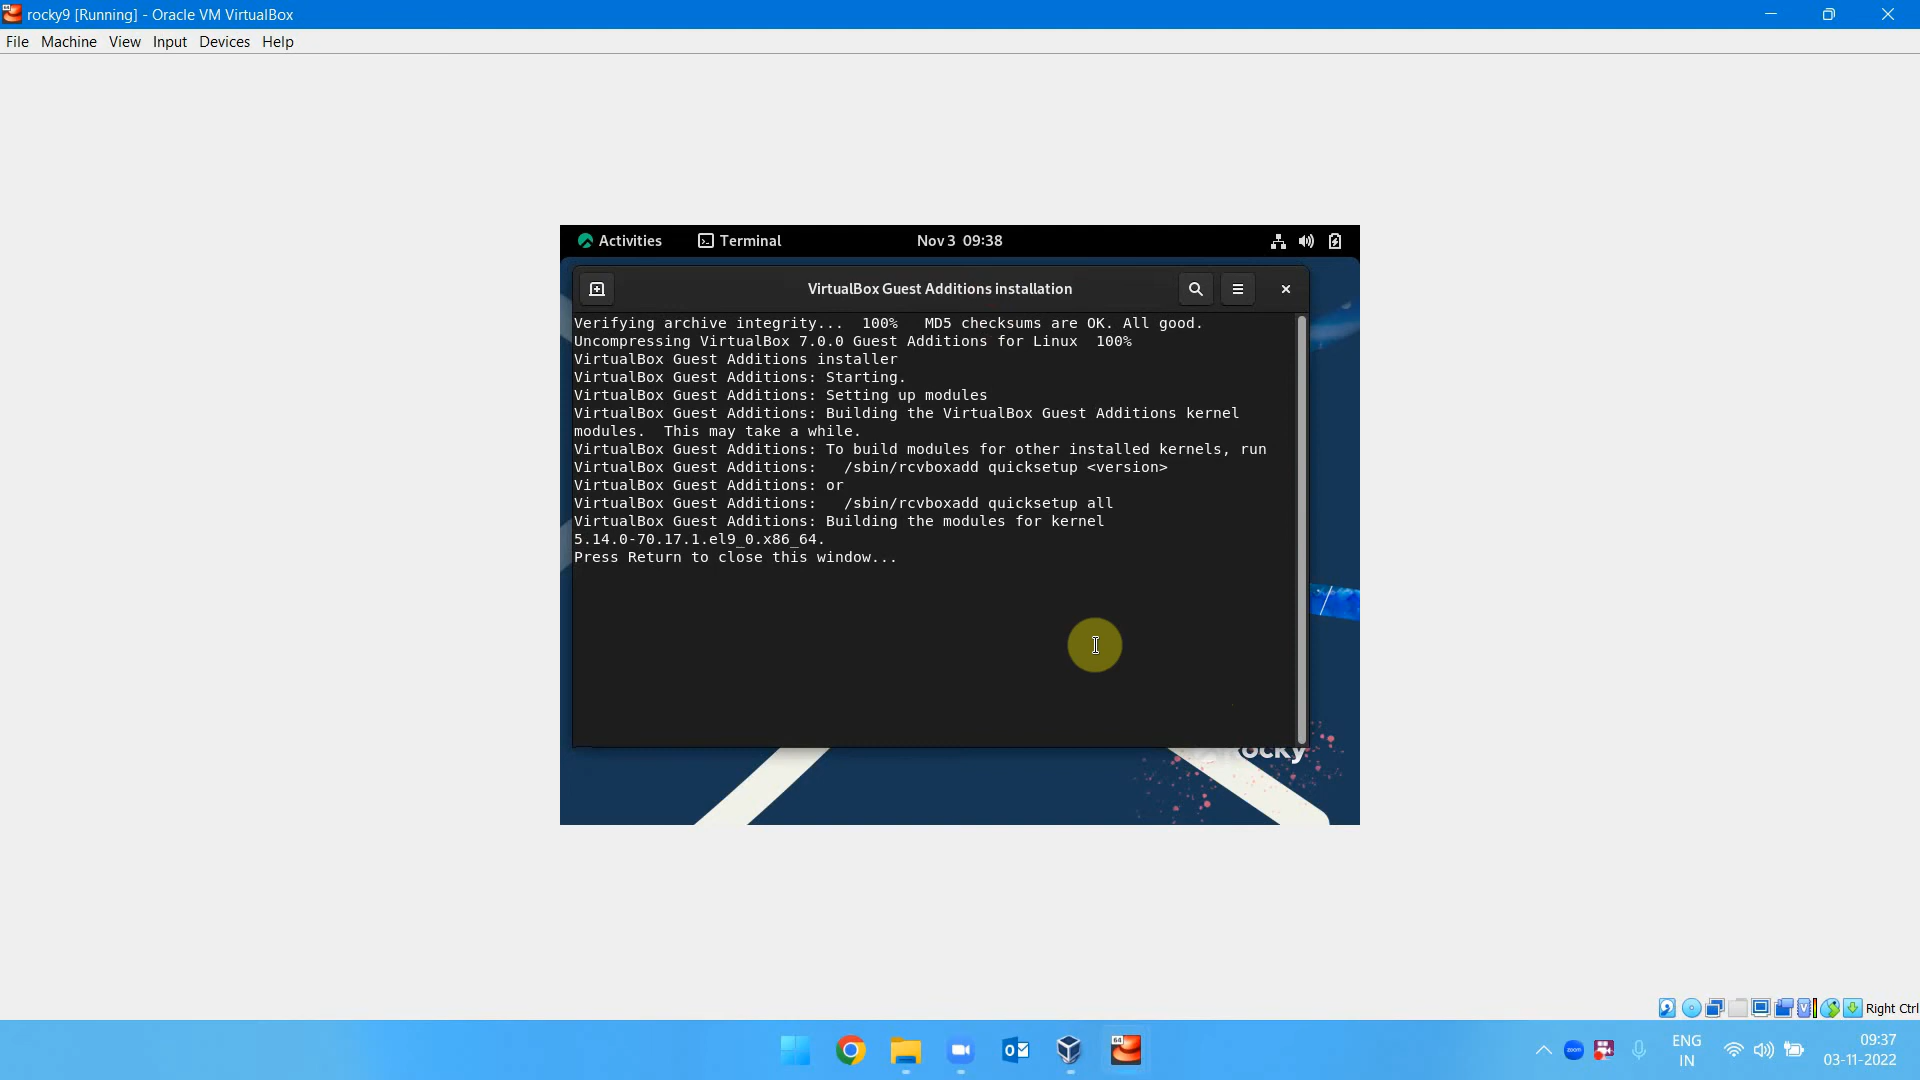 rocky9 [Running] - Oracle VM VirtualBox
File Machine View Input Devices Help
Activities Terminal Nov 3 09:38
VirtualBox Guest Additions installation
Verifying archive integrity... 100% MD5 checksums are OK. All good.
Uncompressing VirtualBox 7.0.0 Guest Additions for Linux 100%
VirtualBox Guest Additions installer
VirtualBox Guest Additions: Starting.
VirtualBox Guest Additions: Setting up modules
VirtualBox Guest Additions: Building the VirtualBox Guest Additions kernel
modules. This may take a while.
VirtualBox Guest Additions: To build modules for other installed kernels, run
VirtualBox Guest Additions: /sbin/rcvboxadd quicksetup <version>
VirtualBox Guest Additions: or
VirtualBox Guest Additions: /sbin/rcvboxadd quicksetup all
VirtualBox Guest Additions: Building the modules for kernel
5.14.0-70.17.1.el9_0.x86_64.
Press Return to close this window...
rocky
Right Ctrl
64
zoom
ENG
IN
09:37
03-11-2022